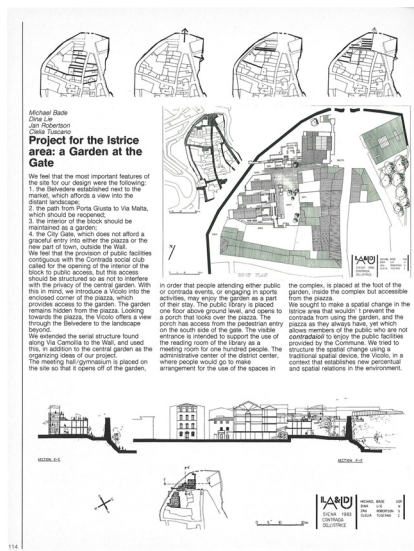 Michael Bade
Dina Lie
Jan Robertson
Clelia Tuscano
Project for the Istrice
area: a Garden at the
Gate
We feel that the most important features of
the site for our design were the following:
1. the Belvedere established next to the
market, which affords a view into the
distant landscape;
2. the path from Porta Giusta to Via Malta,
which should be reopened;
3. the interior of the block should be
maintained as a garden;
4. the City Gate, which does not afford a
graceful entry into either the piazza or the
new part of town, outside the Wall.
We feel that the provision of public facilities
contiguous with the Contrada social club
called for the opening of the interior of the
block to public access, but this access
should be structured so as not to interfere
with the privacy of the central garden. With
this in mind, we introduce a Vicolo into the
enclosed corner of the piazza, which
provides access to the garden. The garden
remains hidden from the piazza. Looking
towards the piazza, the Vicolo offers a view
through the Belvedere to the landscape
beyond.
We extended the serial structure found
along Via Camollia to the Wall, and used
this, in addition to the central garden as the
organizing ideas of our project.
The meeting hall/gymnasium is placed on
the site so that it opens off of the garden,
in order that people attending either public
or contrada events, or engaging in sports
activities, may enjoy the garden as a part
of their stay. The public library is placed
one floor above ground level, and opens to
a porch that looks over the piazza. The
porch has access from the pedestrian entry
on the south side of the gate. The visible
entrance is intended to support the use of
the reading room of the library as a
meeting room for one hundred people. The
administrative center of the district center,
where people would go to make
arrangement for the use of the spaces in
the complex, is placed at the foot of the
garden, inside the complex but accessible
from the piazza.
We sought to make a spatial change in the
Istrice area that wouldn't prevent the
contrada from using the garden, and the
piazza as they always have, yet which
allows members of the public who are not
contradaioli to enjoy the public facilities
provided by the Commune. We tried to
structure the spatial change using a
traditional spatial device, the Vicolo, in a
context that establishes new percentual
and spatial relations in the environment.
ROOF PLAN
SECTION E-E
SECTION F-F
ILAUD
SIENA 1983
CONTRADA
DELL'ISTRICE
MICHAEL BADE
DINA LIE
JAN ROBERTSON
CLELIA TUSCANO
114